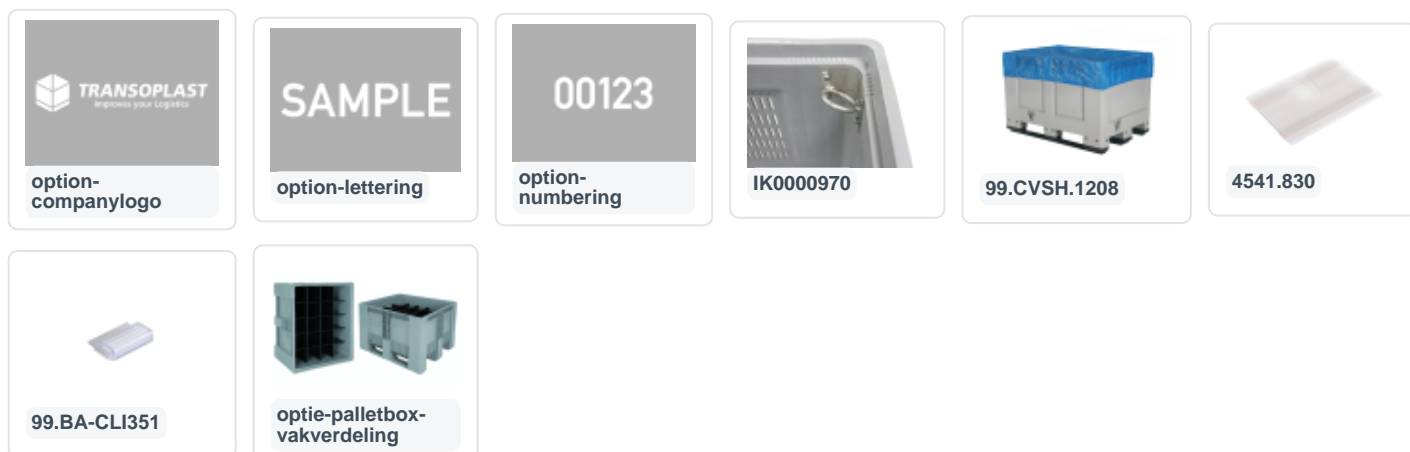 TRANSOPLAST
Improves your Logistics
option-
companylogo
SAMPLE
option-lettering
00123
option-
numbering
IK0000970
99.CVSH.1208
4541.830
99.BA-CLI351
optie-palletbox-
vakverdeling